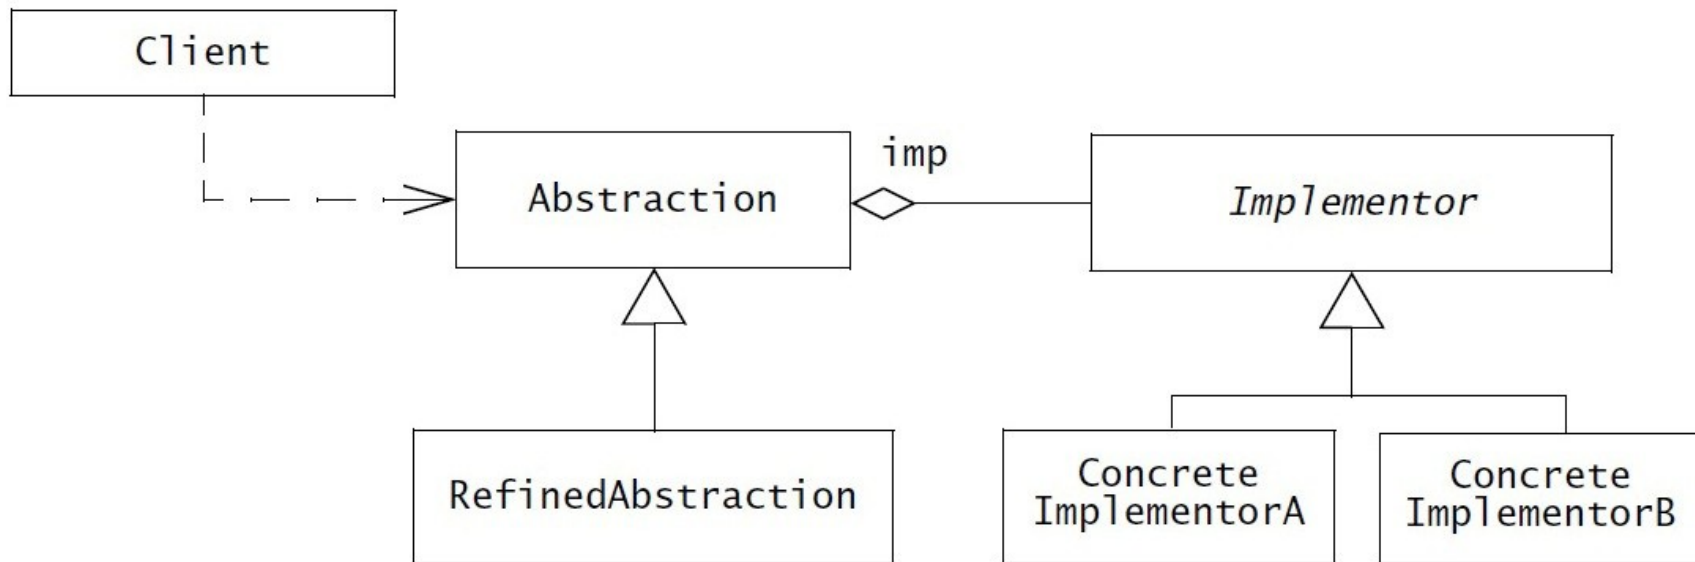 Client
imp
Abstraction
Implementor
RefinedAbstraction
Concrete
ImplementorA
Concrete
ImplementorB